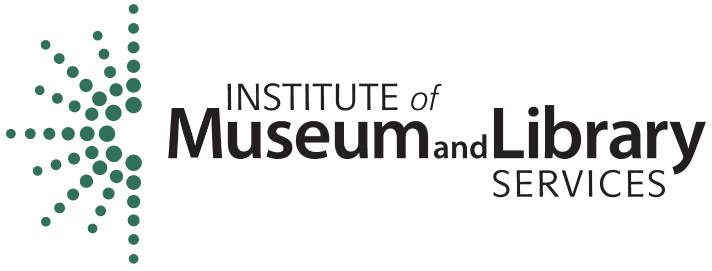 INSTITUTE of
Museum and Library
SERVICES